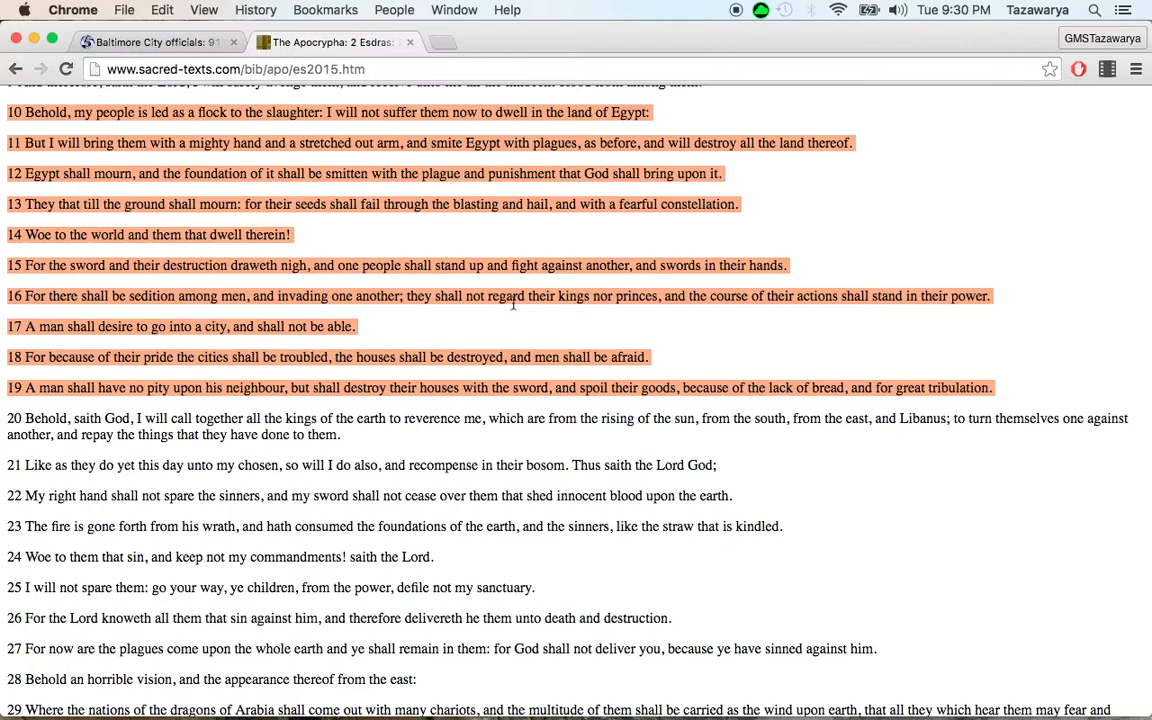 Chrome File Edit View History Bookmarks People Window Help Tue 9:30 PM Tazawarya
Baltimore City officials: 91 The Apocrypha: 2 Esdras: GMSTazawarya
www.sacred-texts.com/bib/apo/es2015.htm
10 Behold, my people is led as a flock to the slaughter: I will not suffer them now to dwell in the land of Egypt:
11 But I will bring them with a mighty hand and a stretched out arm, and smite Egypt with plagues, as before, and will destroy all the land thereof.
12 Egypt shall mourn, and the foundation of it shall be smitten with the plague and punishment that God shall bring upon it.
13 They that till the ground shall mourn: for their seeds shall fail through the blasting and hail, and with a fearful constellation.
14 Woe to the world and them that dwell therein!
15 For the sword and their destruction draweth nigh, and one people shall stand up and fight against another, and swords in their hands.
16 For there shall be sedition among men, and invading one another; they shall not regard their kings nor princes, and the course of their actions shall stand in their power.
17 A man shall desire to go into a city, and shall not be able.
18 For because of their pride the cities shall be troubled, the houses shall be destroyed, and men shall be afraid.
19 A man shall have no pity upon his neighbour, but shall destroy their houses with the sword, and spoil their goods, because of the lack of bread, and for great tribulation.
20 Behold, saith God, I will call together all the kings of the earth to reverence me, which are from the rising of the sun, from the south, from the east, and Libanus; to turn themselves one against
another, and repay the things that they have done to them.
21 Like as they do yet this day unto my chosen, so will I do also, and recompense in their bosom. Thus saith the Lord God;
22 My right hand shall not spare the sinners, and my sword shall not cease over them that shed innocent blood upon the earth.
23 The fire is gone forth from his wrath, and hath consumed the foundations of the earth, and the sinners, like the straw that is kindled.
24 Woe to them that sin, and keep not my commandments! saith the Lord.
25 I will not spare them: go your way, ye children, from the power, defile not my sanctuary.
26 For the Lord knoweth all them that sin against him, and therefore delivereth he them unto death and destruction.
27 For now are the plagues come upon the whole earth and ye shall remain in them: for God shall not deliver you, because ye have sinned against him.
28 Behold an horrible vision, and the appearance thereof from the east:
29 Where the nations of the dragons of Arabia shall come out with many chariots, and the multitude of them shall be carried as the wind upon earth, that all they which hear them may fear and